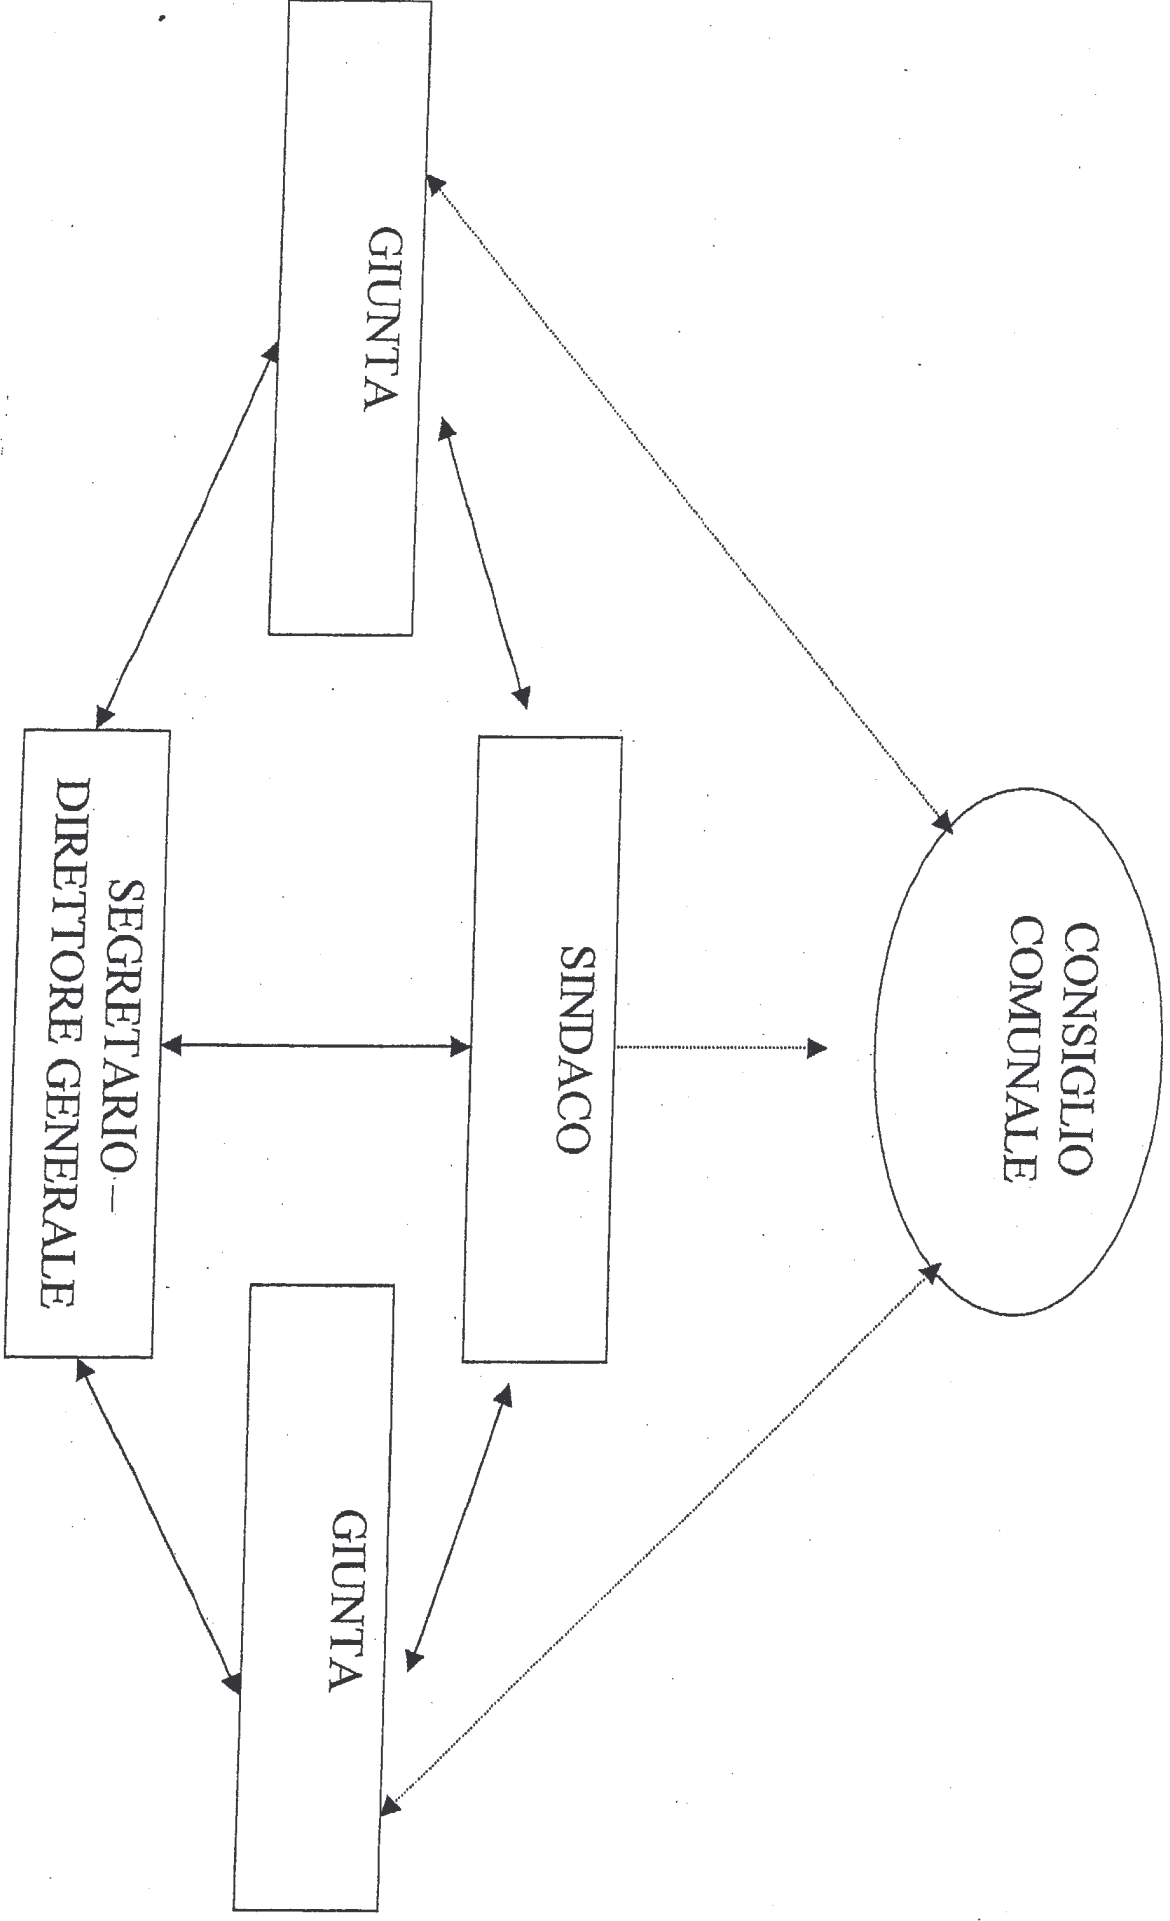 CONSIGLIO
COMUNALE
SINDACO
GIUNTA
GIUNTA
SEGRETARIO –
DIRETTORE GENERALE